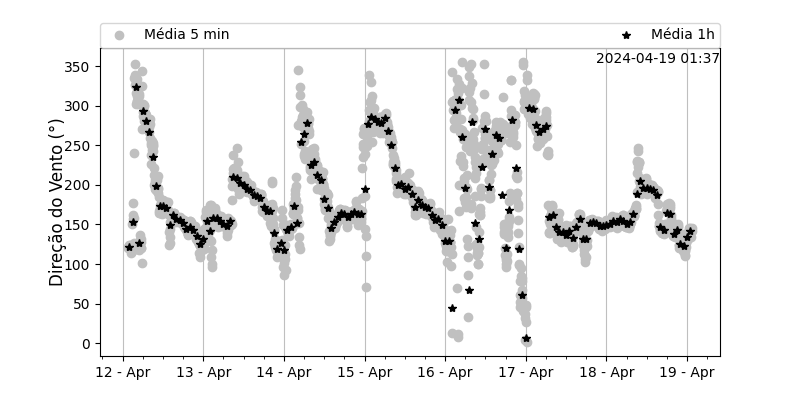 Média 5 min
Média 1h
2024-04-19 01:37
Direção do Vento (°)
350
300
250
200
150
100
50
0
12 - Apr
13 - Apr
14 - Apr
15 - Apr
16 - Apr
17 - Apr
18 - Apr
19 - Apr